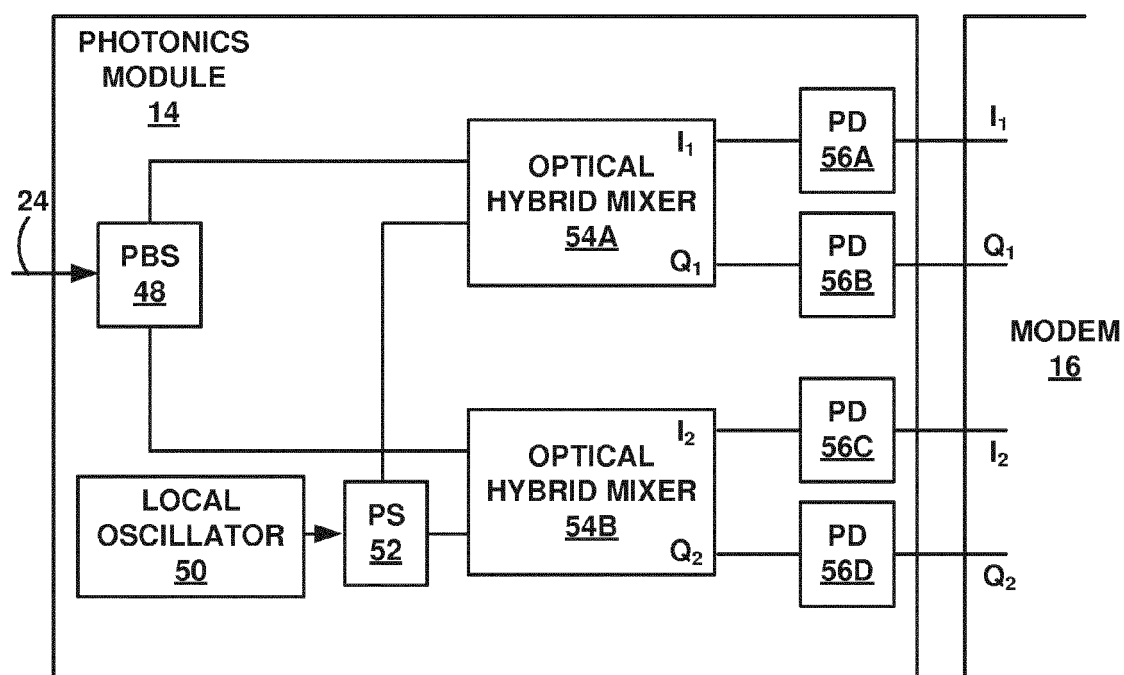 PHOTONICS
MODULE
14
24
PBS
48
LOCAL
OSCILLATOR
50
PS
52
I₁
OPTICAL
HYBRID MIXER
54A
Q₁
I₂
OPTICAL
HYBRID MIXER
54B
Q₂
PD
56A
PD
56B
PD
56C
PD
56D
I₁
Q₁
MODEM
16
I₂
Q₂